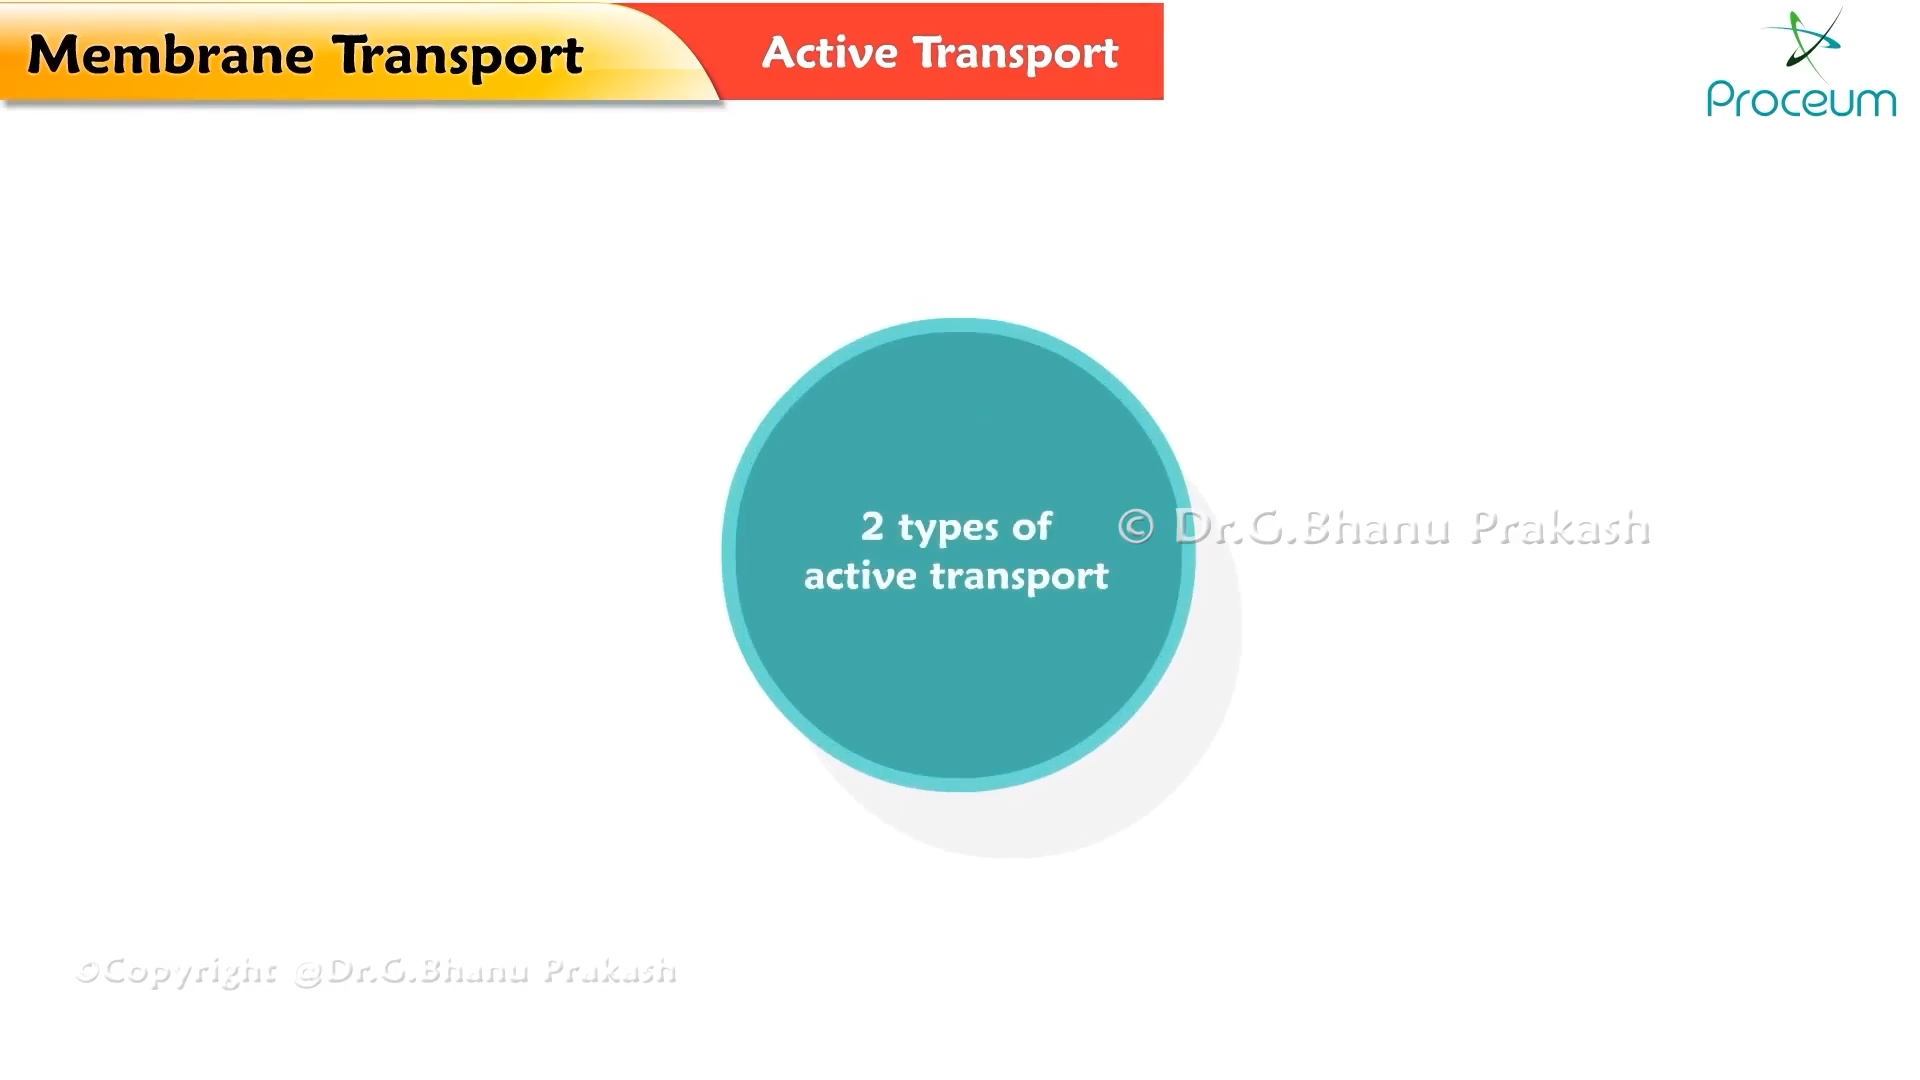 Membrane Transport
Active Transport
Proceum
2 types of
active transport
© Dr.G.Bhanu Prakash
©Copyright @Dr.G.Bhanu Prakash